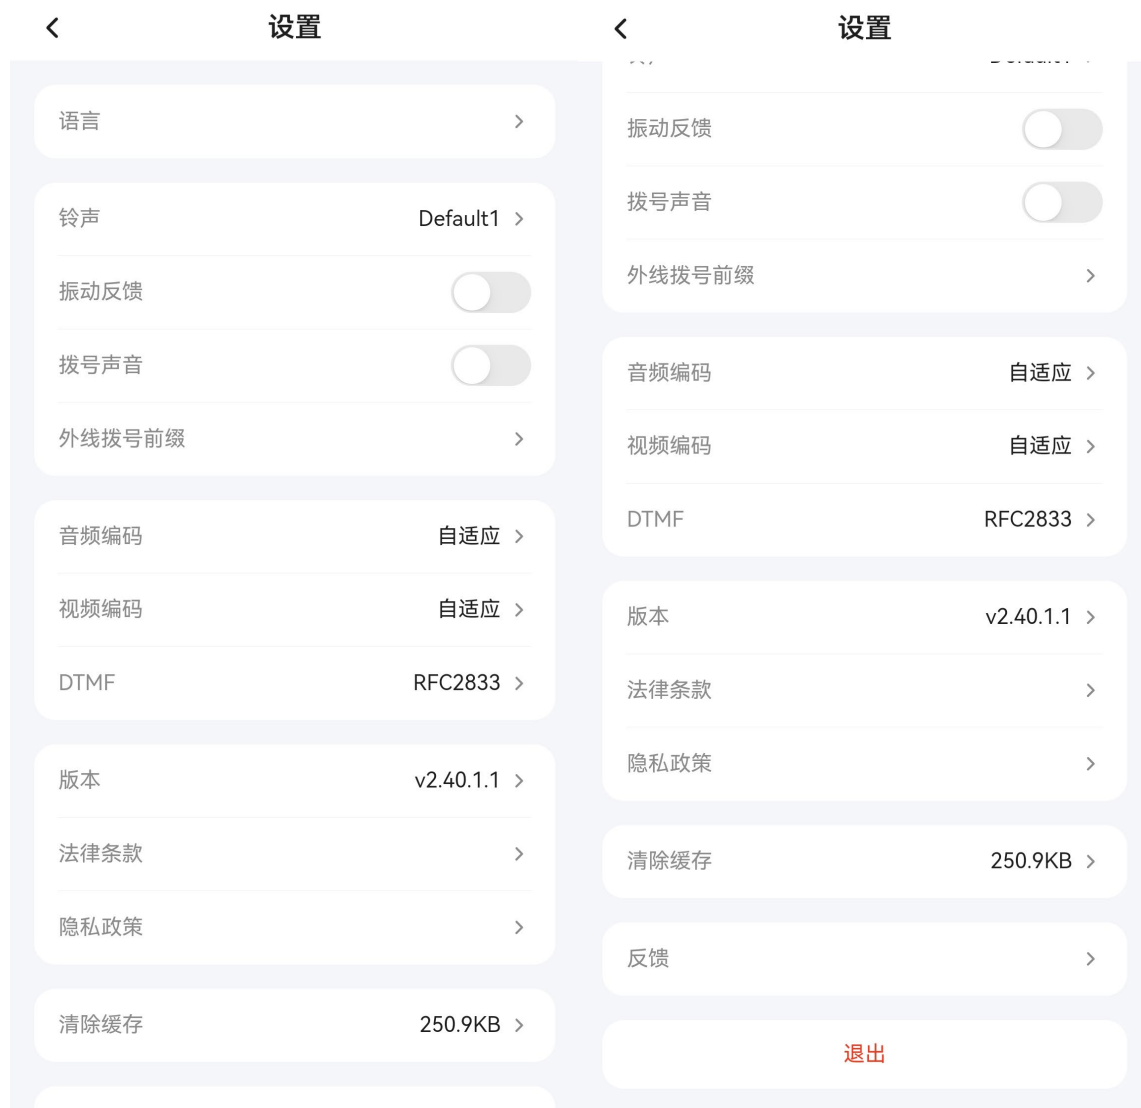 设置
语言
铃声 Default1
振动反馈
拨号声音
外线拨号前缀
音频编码 自适应
视频编码 自适应
DTMF RFC2833
版本 v2.40.1.1
法律条款
隐私政策
清除缓存 250.9KB
设置
振动反馈
拨号声音
外线拨号前缀
音频编码 自适应
视频编码 自适应
DTMF RFC2833
版本 v2.40.1.1
法律条款
隐私政策
清除缓存 250.9KB
反馈
退出